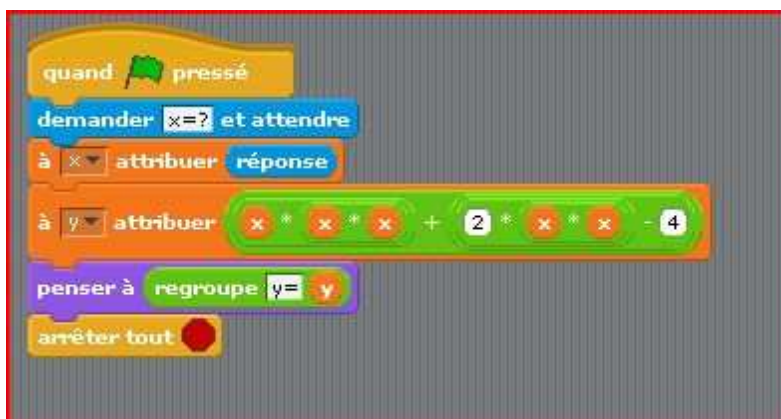 quand pressé
demander x=? et attendre
à x attribuer réponse
à y attribuer x * x * x + 2 * x * x - 4
penser à regroupe y= y
arrêter tout